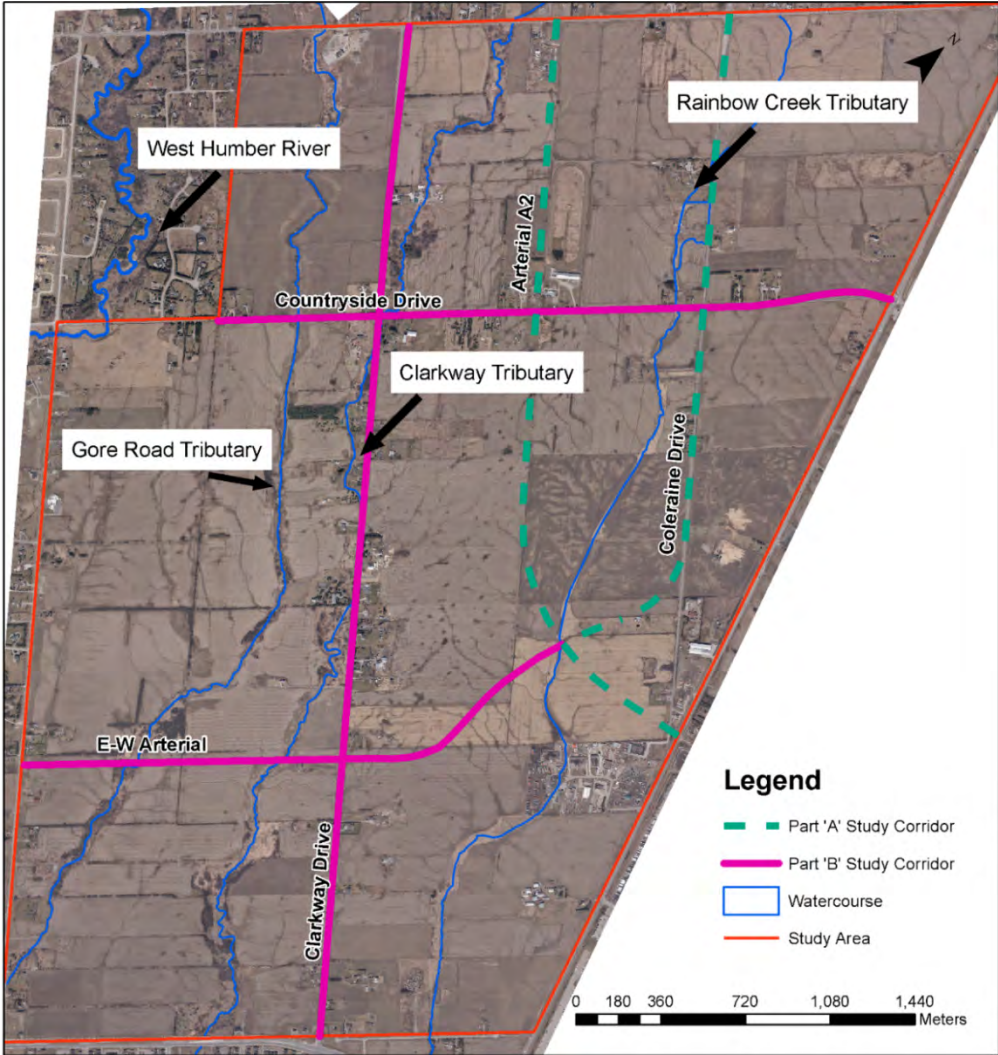 N
Rainbow Creek Tributary
West Humber River
Arterial A2
Countryside Drive
Clarkway Tributary
Gore Road Tributary
Coleraine Drive
E-W Arterial
Clarkway Drive
Legend
Part 'A' Study Corridor
Part 'B' Study Corridor
Watercourse
Study Area
0 180 360 720 1,080 1,440
Meters